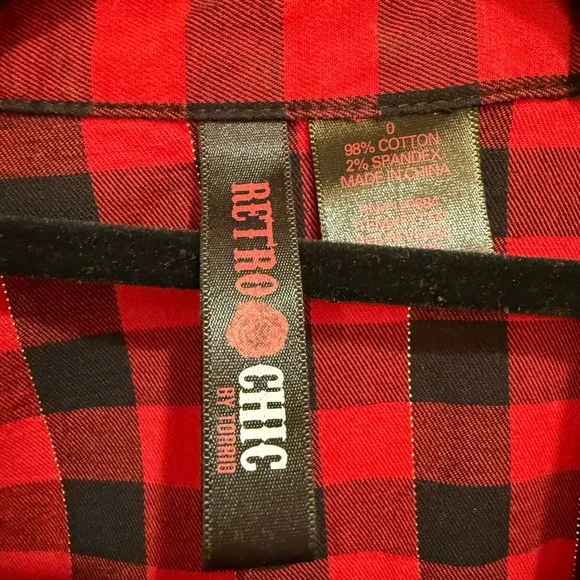 RETRO CHIC
BY TORRID
0
98% COTTON
2% SPANDEX
MADE IN CHINA